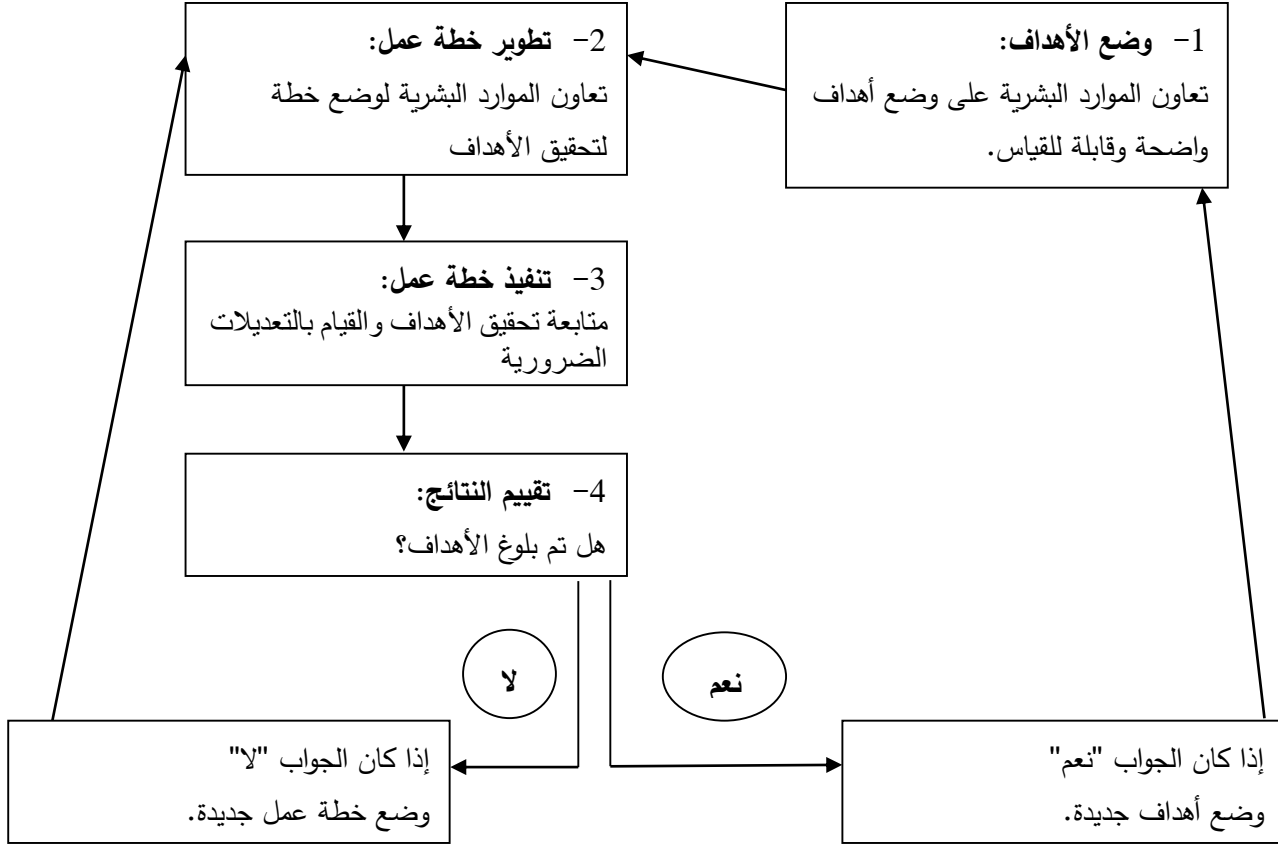 1- وضع الأهداف:
تعاون الموارد البشرية على وضع أهداف
واضحة وقابلة للقياس.
2- تطوير خطة عمل:
تعاون الموارد البشرية لوضع خطة
لتحقيق الأهداف
3- تنفيذ خطة عمل:
متابعة تحقيق الأهداف والقيام بالتعديلات
الضرورية
4- تقييم النتائج:
هل تم بلوغ الأهداف؟
نعم
لا
إذا كان الجواب "نعم"
وضع أهداف جديدة.
إذا كان الجواب "لا"
وضع خطة عمل جديدة.